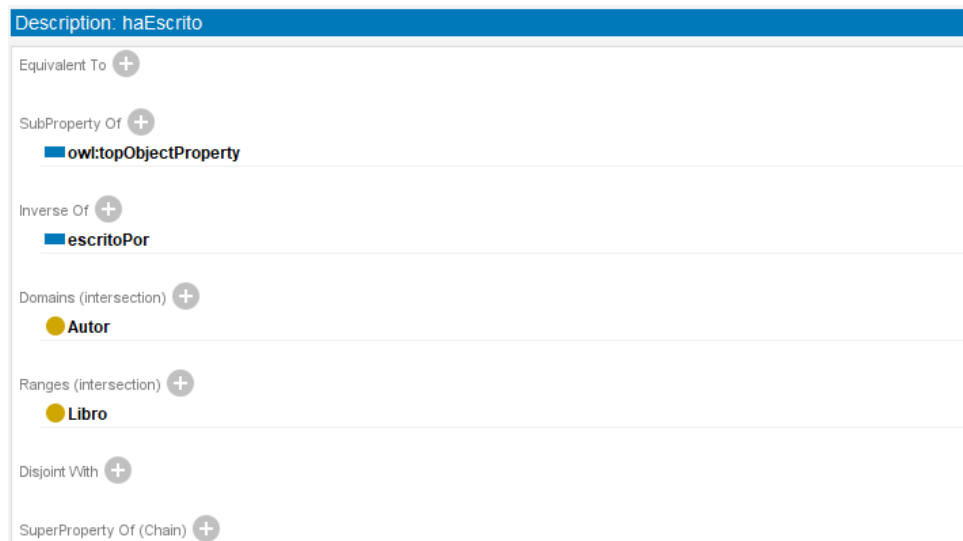 Description: haEscrito
Equivalent To
SubProperty Of
owl:topObjectProperty
Inverse Of
escritoPor
Domains (intersection)
Autor
Ranges (intersection)
Libro
Disjoint With
SuperProperty Of (Chain)